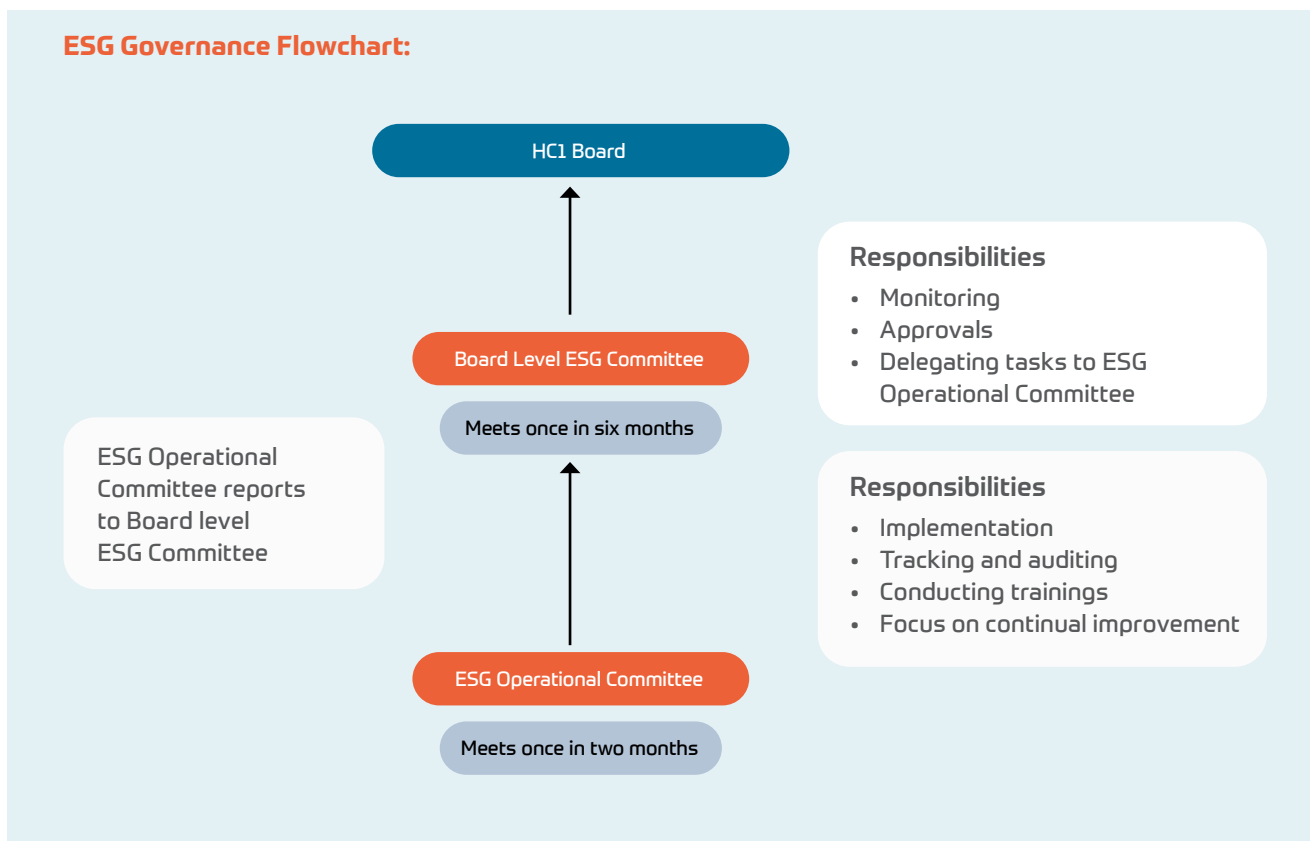 ESG Governance Flowchart:
HC1 Board
Board Level ESG Committee
Meets once in six months
ESG Operational
Committee reports
to Board level
ESG Committee
ESG Operational Committee
Meets once in two months
Responsibilities
• Monitoring
• Approvals
• Delegating tasks to ESG
Operational Committee
Responsibilities
• Implementation
• Tracking and auditing
• Conducting trainings
• Focus on continual improvement